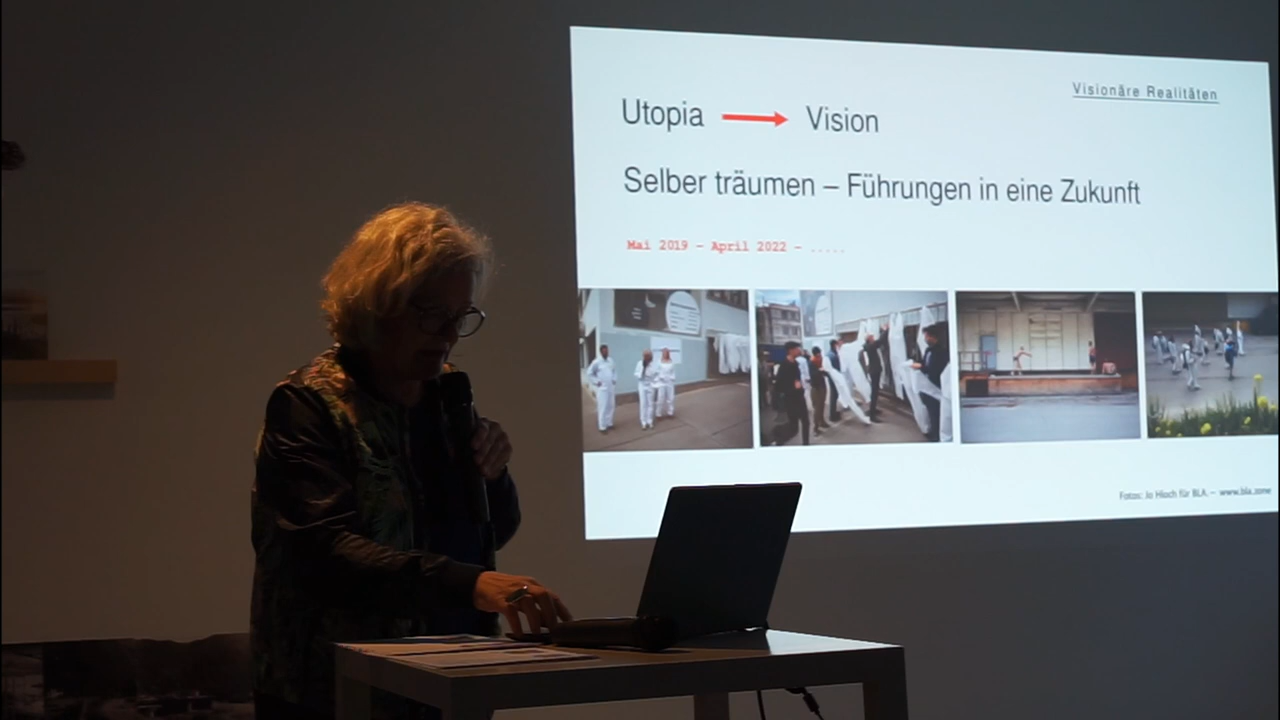 Visionäre Realitäten
Utopia → Vision
Selber träumen – Führungen in eine Zukunft
Mai 2019 – April 2022 – .....
Fotos: Jo Hloch für BLA. – www.bla.zone